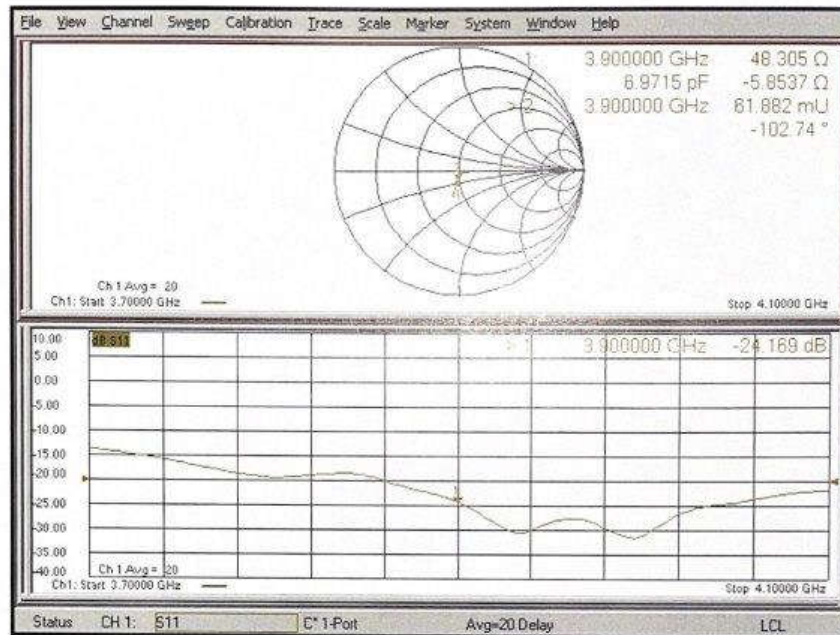 File View Channel Sweep Calibration Trace Scale Marker System Window Help
1 3.900000 GHz 48.305 Ω
6.9715 pF -5.8537 Ω
> 2 3.900000 GHz 61.882 mU
-102.74 °
Ch 1 Avg = 20
Ch1: Start 3.70000 GHz
Stop 4.10000 GHz
10.00
dB S11
> 1 3.900000 GHz -24.169 dB
5.00
0.00
-5.00
-10.00
-15.00
-20.00
-25.00
1
-30.00
-35.00
-40.00
Ch 1 Avg = 20
Ch1: Start 3.70000 GHz
Stop 4.10000 GHz
Status CH 1: S11 C* 1-Port Avg=20 Delay LCL